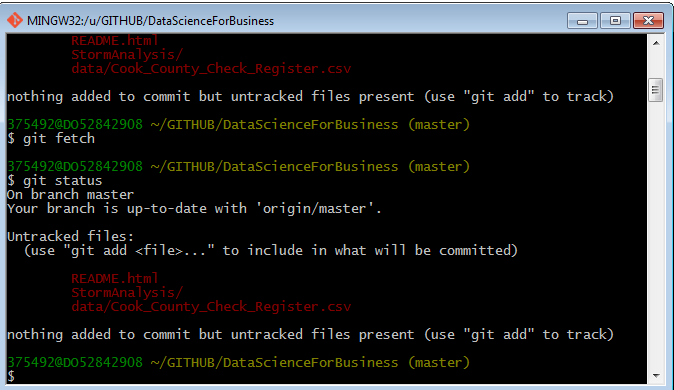 MINGW32:/u/GITHUB/DataScienceForBusiness
README.html
StormAnalysis/
data/Cook_County_Check_Register.csv
nothing added to commit but untracked files present (use "git add" to track)
375492@DO52842908 ~/GITHUB/DataScienceForBusiness (master)
$ git fetch
375492@DO52842908 ~/GITHUB/DataScienceForBusiness (master)
$ git status
On branch master
Your branch is up-to-date with 'origin/master'.
Untracked files:
(use "git add <file>..." to include in what will be committed)
README.html
StormAnalysis/
data/Cook_County_Check_Register.csv
nothing added to commit but untracked files present (use "git add" to track)
375492@DO52842908 ~/GITHUB/DataScienceForBusiness (master)
$